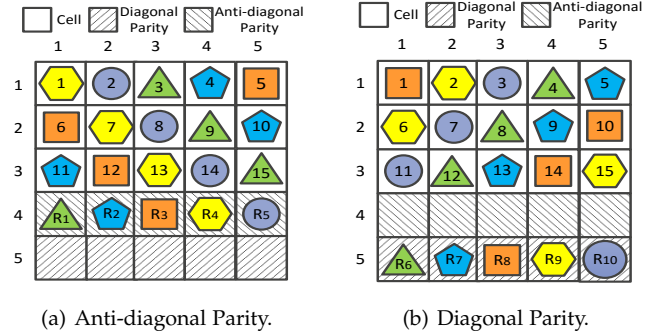 Cell Diagonal Parity Anti-diagonal Parity
1 2 3 4 5
1 1 2 3 4 5
2 6 7 8 9 10
3 11 12 13 14 15
4 R1 R2 R3 R4 R5
5
(a) Anti-diagonal Parity.
Cell Diagonal Parity Anti-diagonal Parity
1 2 3 4 5
1 1 2 3 4 5
2 6 7 8 9 10
3 11 12 13 14 15
4
5 R6 R7 R8 R9 R10
(b) Diagonal Parity.